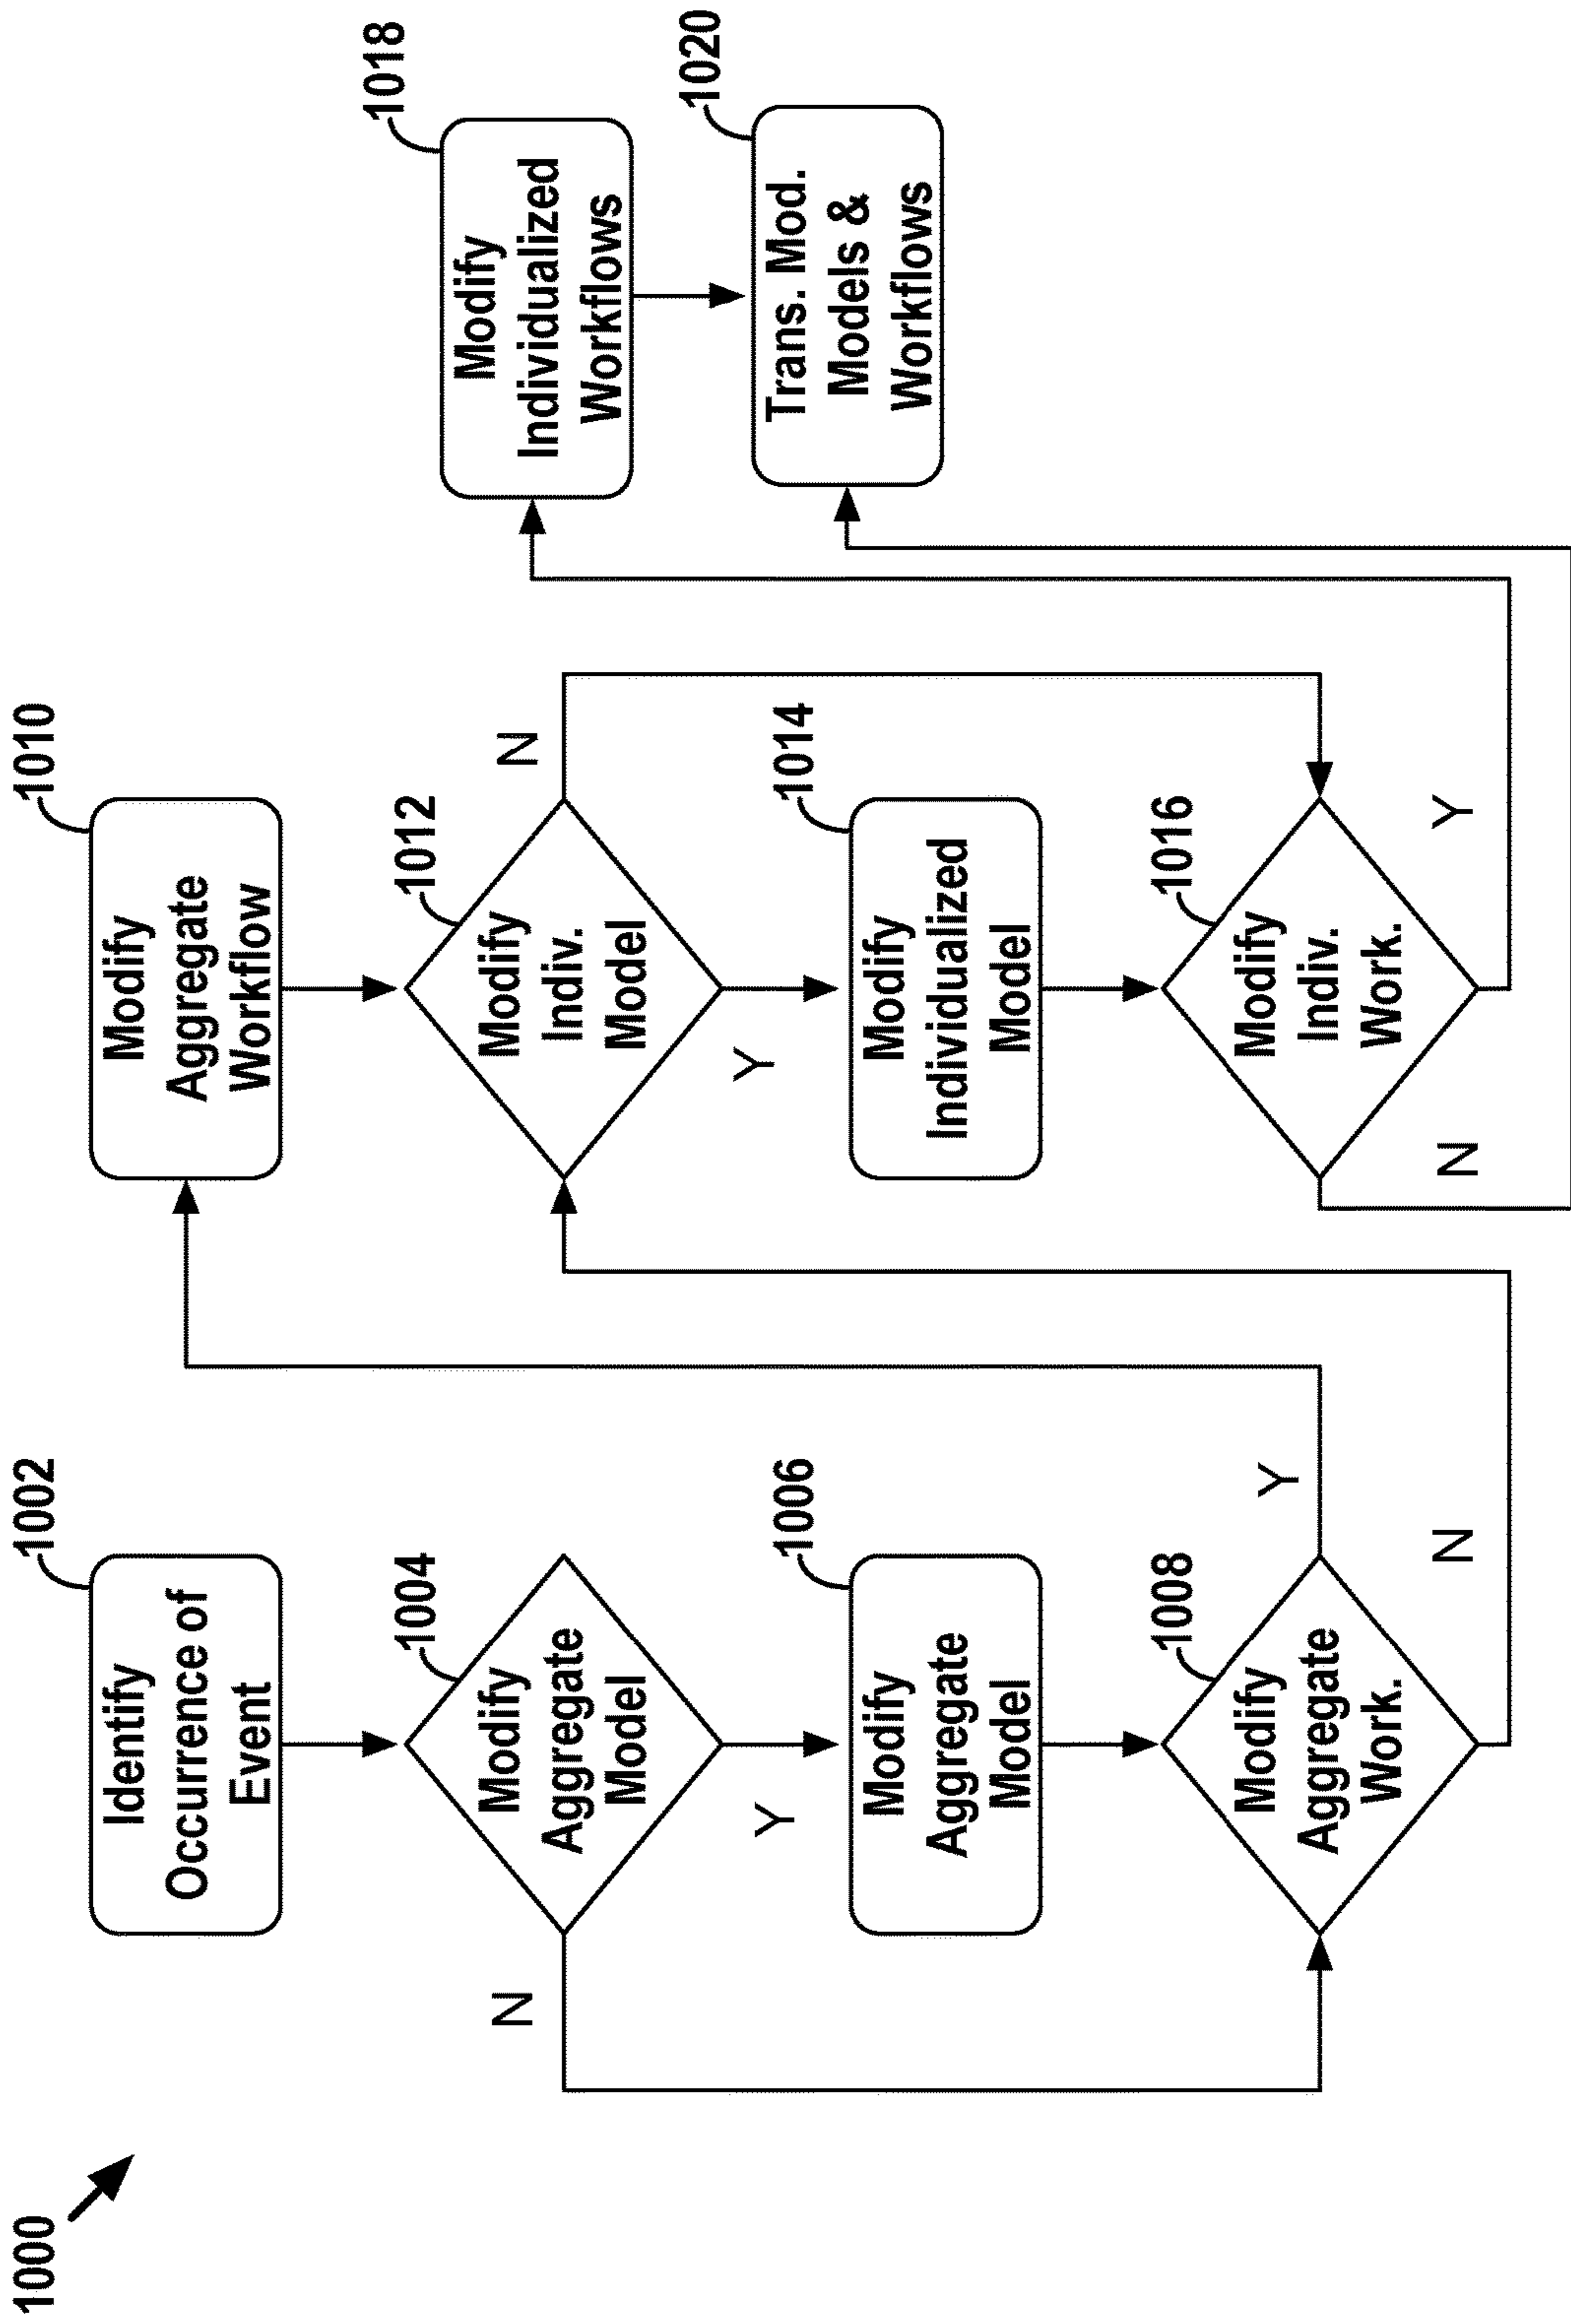 1000
1002
Identify
Occurrence of
Event
1004
Modify
Aggregate
Model
N
Y
1006
Modify
Aggregate
Model
1008
Modify
Aggregate
Work.
Y
N
1010
Modify
Aggregate
Workflow
1012
Modify
Indiv.
Model
N
Y
1014
Modify
Individualized
Model
1016
Modify
Indiv.
Work.
N
Y
1018
Modify
Individualized
Workflows
1020
Trans. Mod.
Models &
Workflows